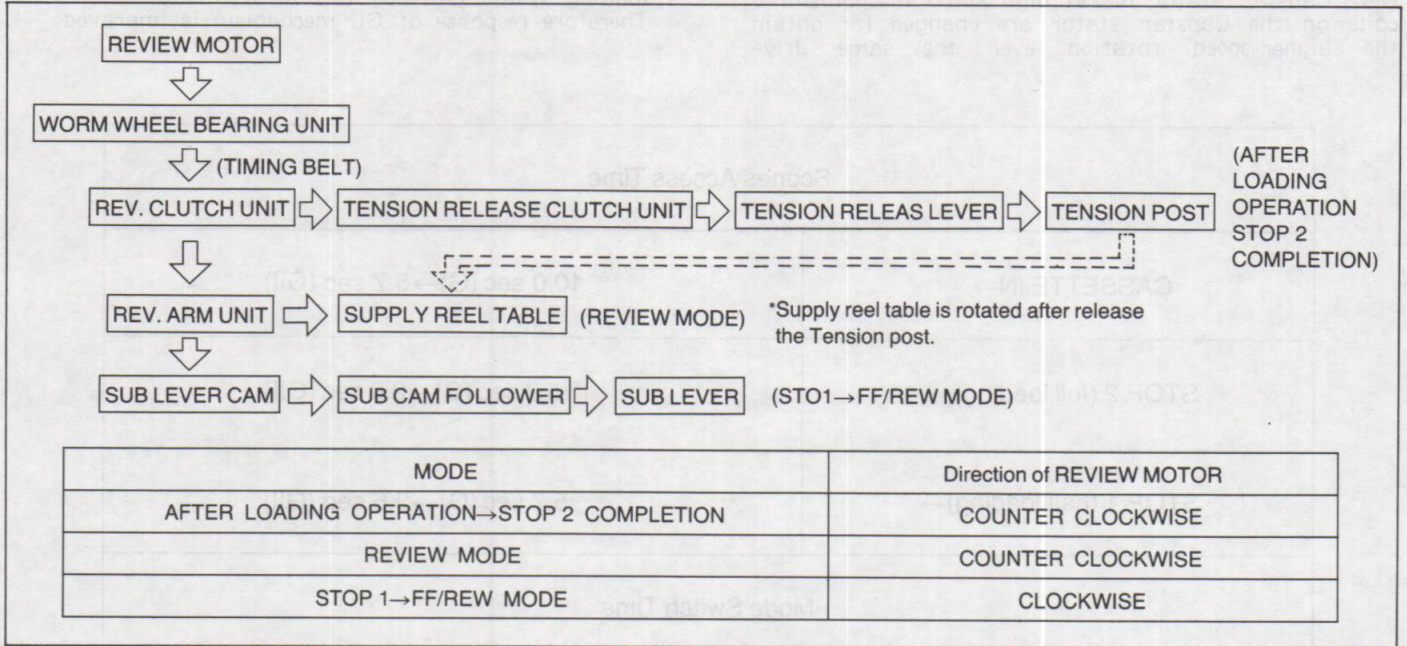 REVIEW MOTOR
WORM WHEEL BEARING UNIT
(TIMING BELT)
REV. CLUTCH UNIT
TENSION RELEASE CLUTCH UNIT
TENSION RELEAS LEVER
TENSION POST
(AFTER
LOADING
OPERATION
STOP 2
COMPLETION)
REV. ARM UNIT
SUPPLY REEL TABLE
(REVIEW MODE)
*Supply reel table is rotated after release
the Tension post.
SUB LEVER CAM
SUB CAM FOLLOWER
SUB LEVER
(STO1→FF/REW MODE)
MODE
Direction of REVIEW MOTOR
AFTER LOADING OPERATION→STOP 2 COMPLETION
COUNTER CLOCKWISE
REVIEW MODE
COUNTER CLOCKWISE
STOP 1→FF/REW MODE
CLOCKWISE